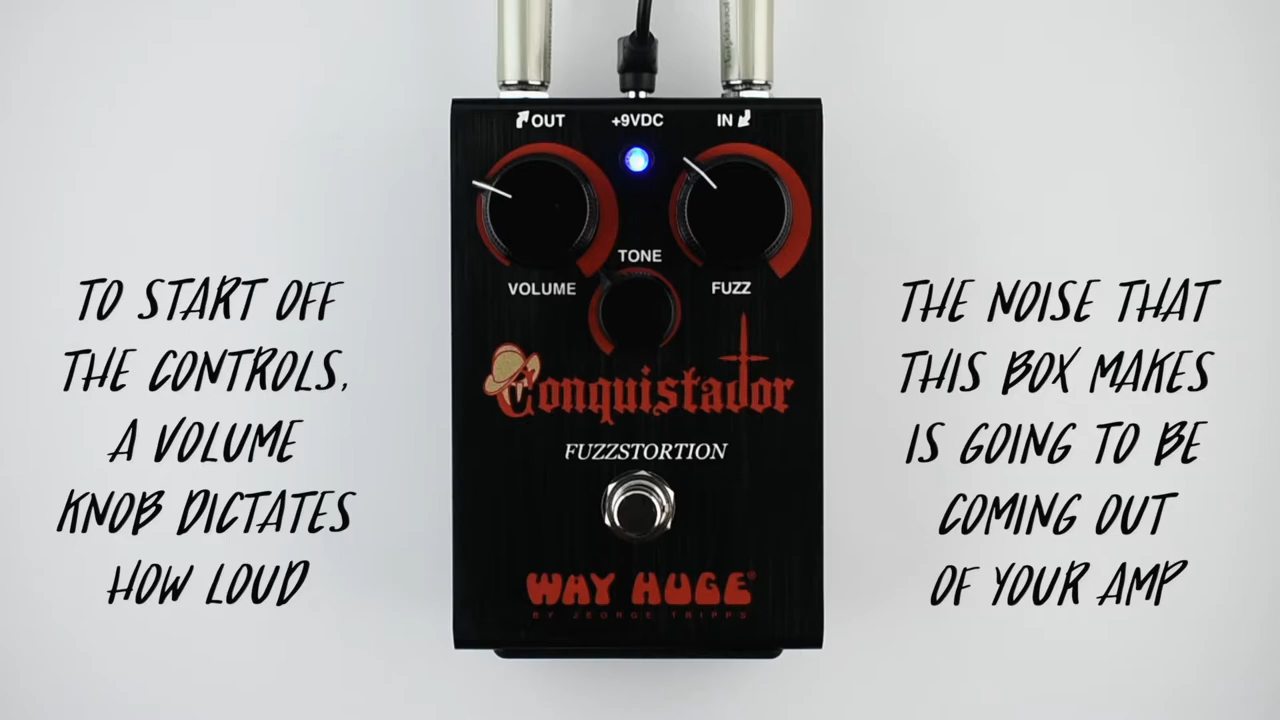 OUT
+9VDC
IN
TONE
VOLUME
FUZZ
Conquistador
FUZZSTORTION
WAY HUGE®
BY JEORGE TRIPPS
TO START OFF
THE CONTROLS,
A VOLUME
KNOB DICTATES
HOW LOUD
THE NOISE THAT
THIS BOX MAKES
IS GOING TO BE
COMING OUT
OF YOUR AMP